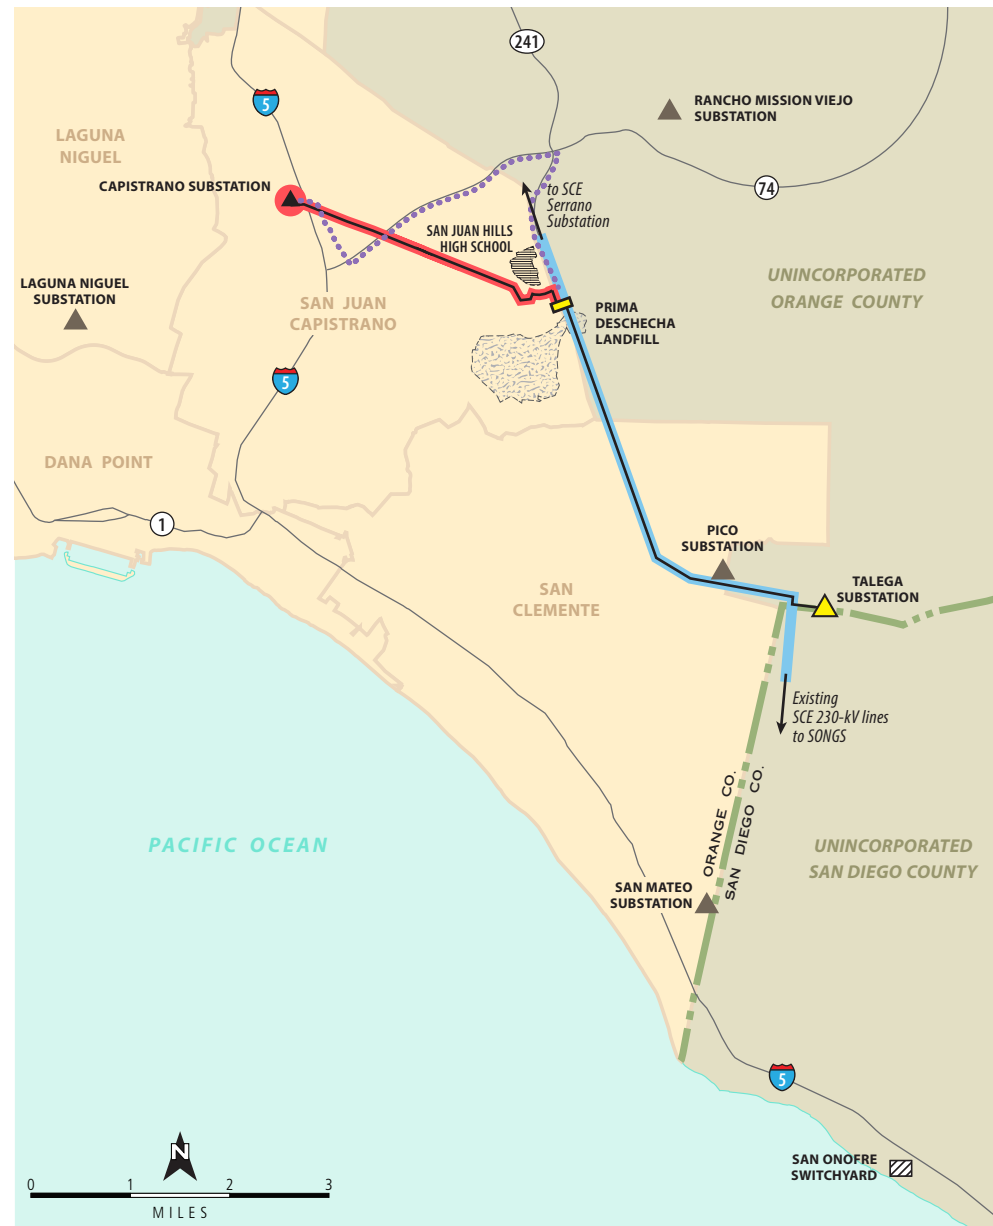 241
5
RANCHO MISSION VIEJO
SUBSTATION
LAGUNA
NIGUEL
CAPISTRANO SUBSTATION
74
to SCE
Serrano
Substation
SAN JUAN HILLS
HIGH SCHOOL
UNINCORPORATED
ORANGE COUNTY
LAGUNA NIGUEL
SUBSTATION
SAN JUAN
CAPISTRANO
PRIMA
DESCHECHA
LANDFILL
5
DANA POINT
1
PICO
SUBSTATION
TALEGA
SUBSTATION
SAN
CLEMENTE
Existing
SCE 230-kV lines
to SONGS
ORANGE CO.
SAN DIEGO CO.
PACIFIC OCEAN
UNINCORPORATED
SAN DIEGO COUNTY
SAN MATEO
SUBSTATION
5
SAN ONOFRE
SWITCHYARD
N
0 1 2 3
MILES